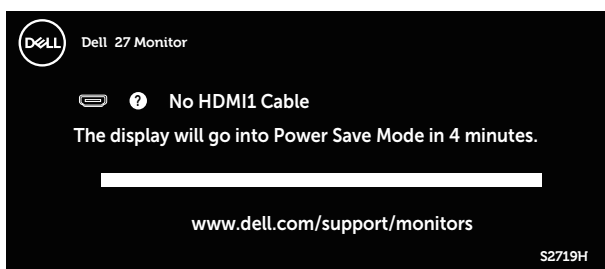 DELL
Dell 27 Monitor
? No HDMI1 Cable
The display will go into Power Save Mode in 4 minutes.
www.dell.com/support/monitors
S2719H